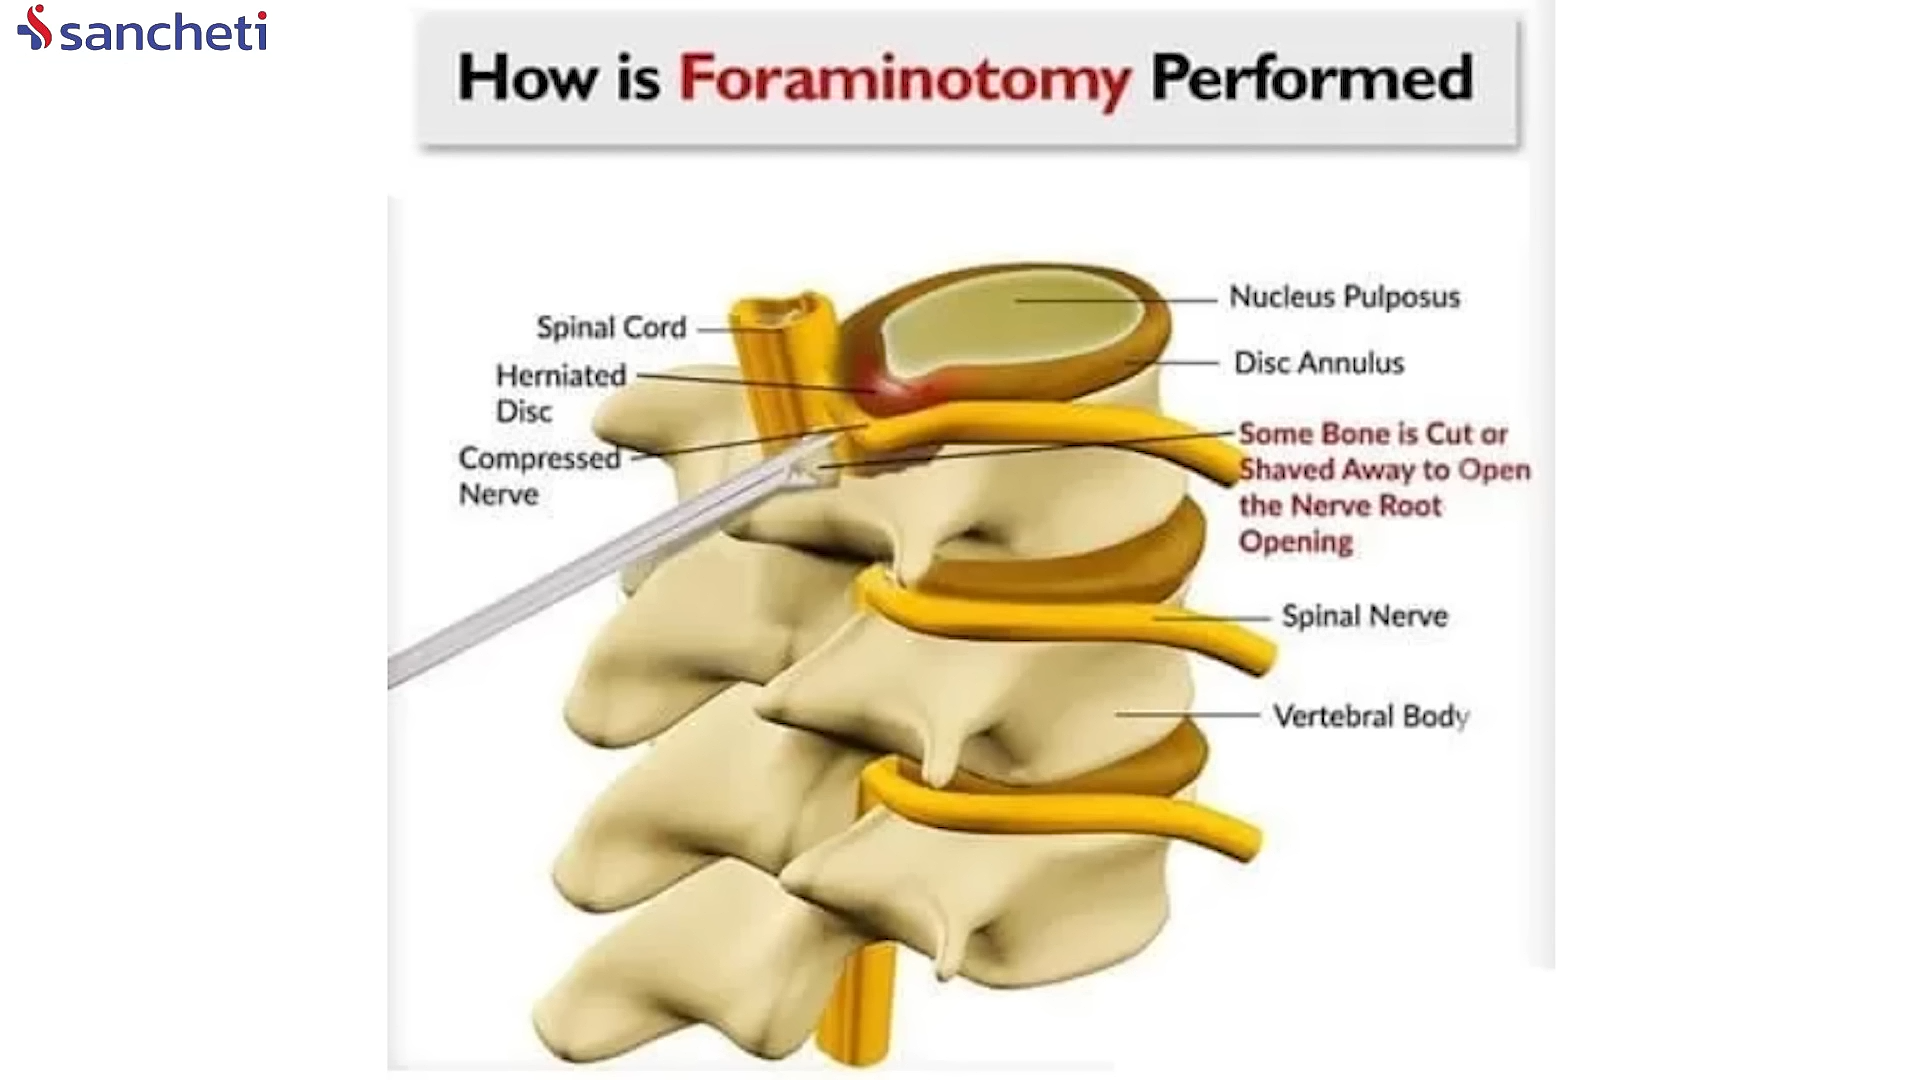 sancheti
How is Foraminotomy Performed
Spinal Cord
Herniated
Disc
Compressed
Nerve
Nucleus Pulposus
Disc Annulus
Some Bone is Cut or
Shaved Away to Open
the Nerve Root
Opening
Spinal Nerve
Vertebral Body